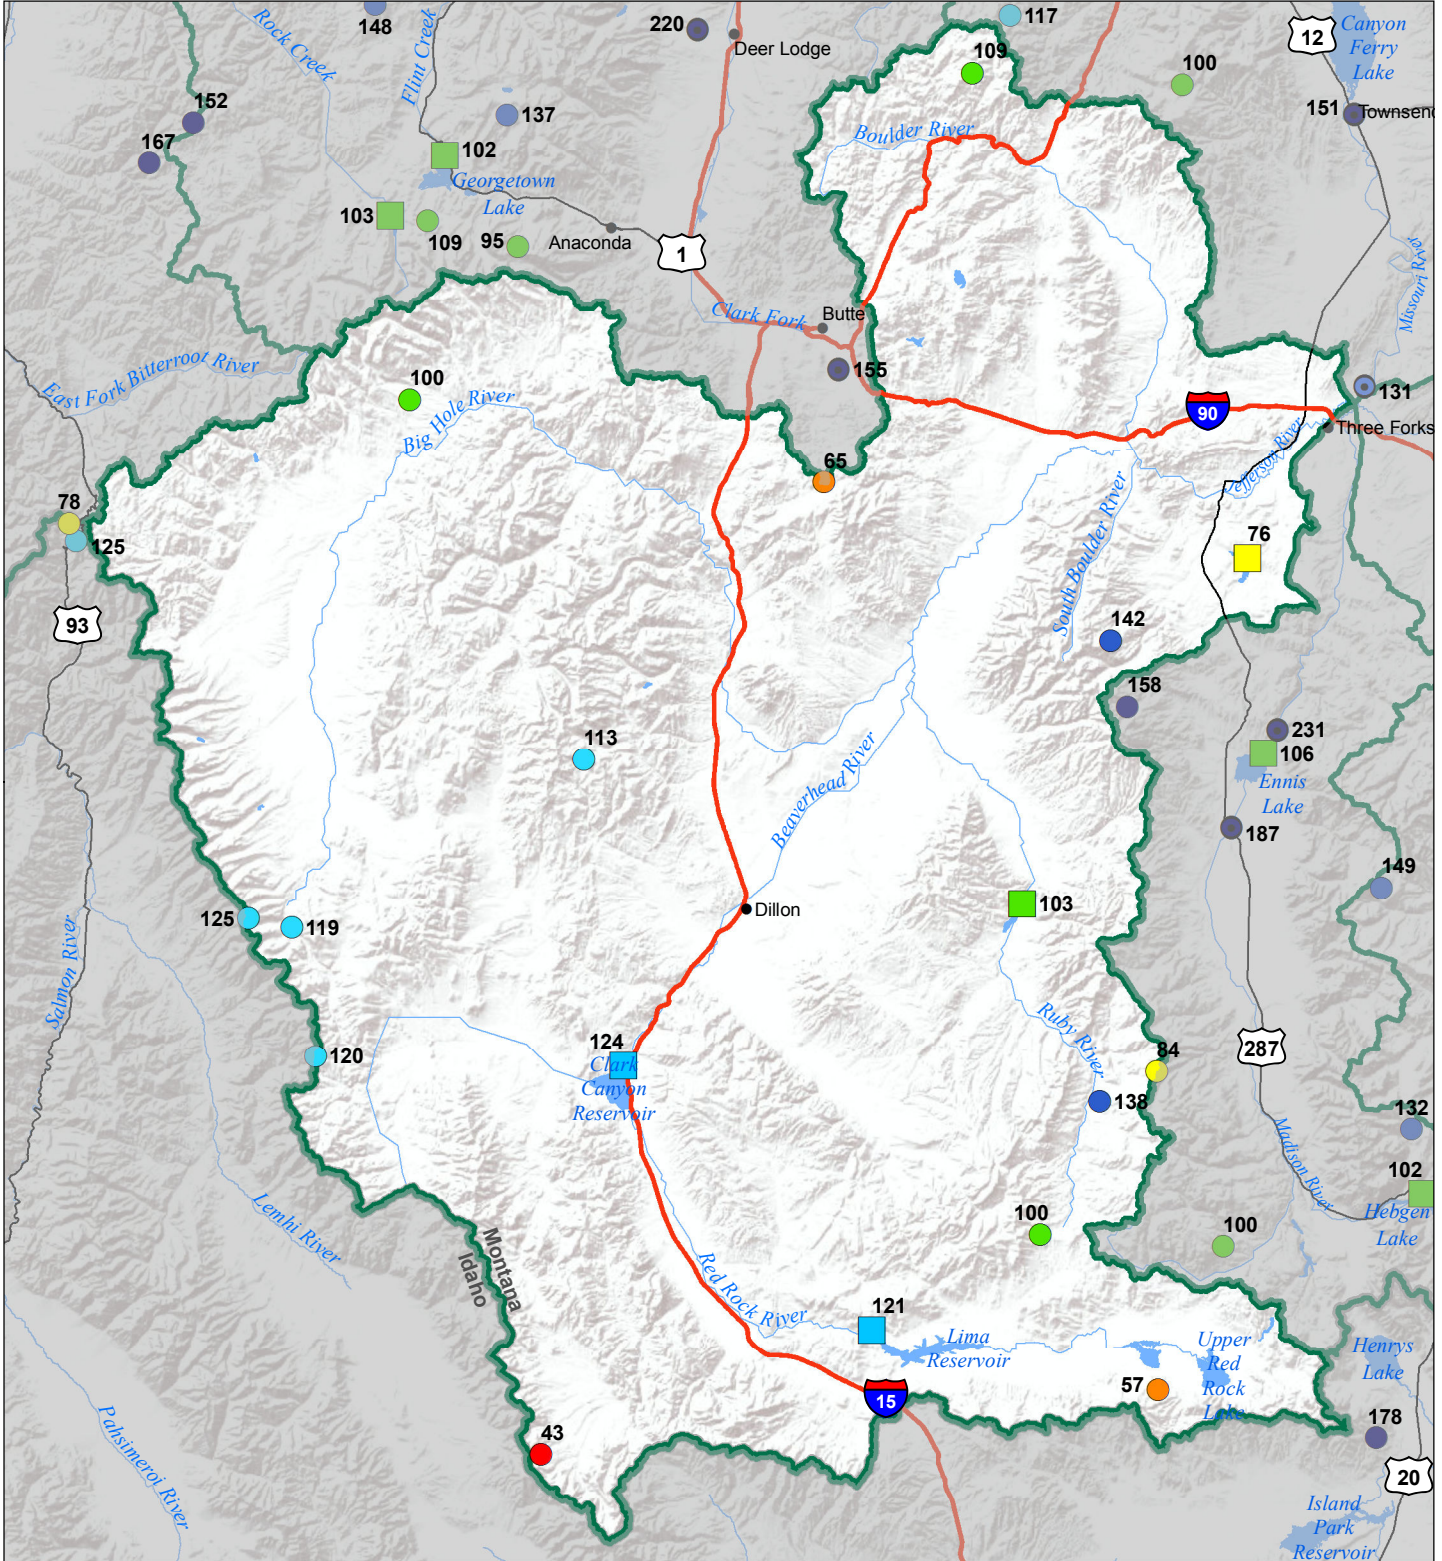 148
220
Deer Lodge
117
12
Canyon
Ferry
Lake
Rock Creek
Flint Creek
109
100
152
137
151
Townsend
167
102
Boulder River
Georgetown
Lake
103
109
95
Anaconda
1
Missouri River
Clark Fork
Butte
155
East Fork Bitterroot River
100
Big Hole River
131
90
Three Forks
Jefferson River
65
78
125
76
South Boulder River
93
142
158
231
106
Ennis
Lake
113
Beaverhead River
187
149
125
119
Dillon
103
Salmon River
Ruby River
120
124
Clark
Canyon
Reservoir
84
287
138
132
Madison River
102
Hebgen
Lake
Lemhi River
Montana
Idaho
100
100
Red Rock River
121
Lima
Reservoir
Upper
Red
Rock
Lake
Henrys
Lake
57
15
43
178
20
Pahsimeroi River
Island
Park
Reservoir